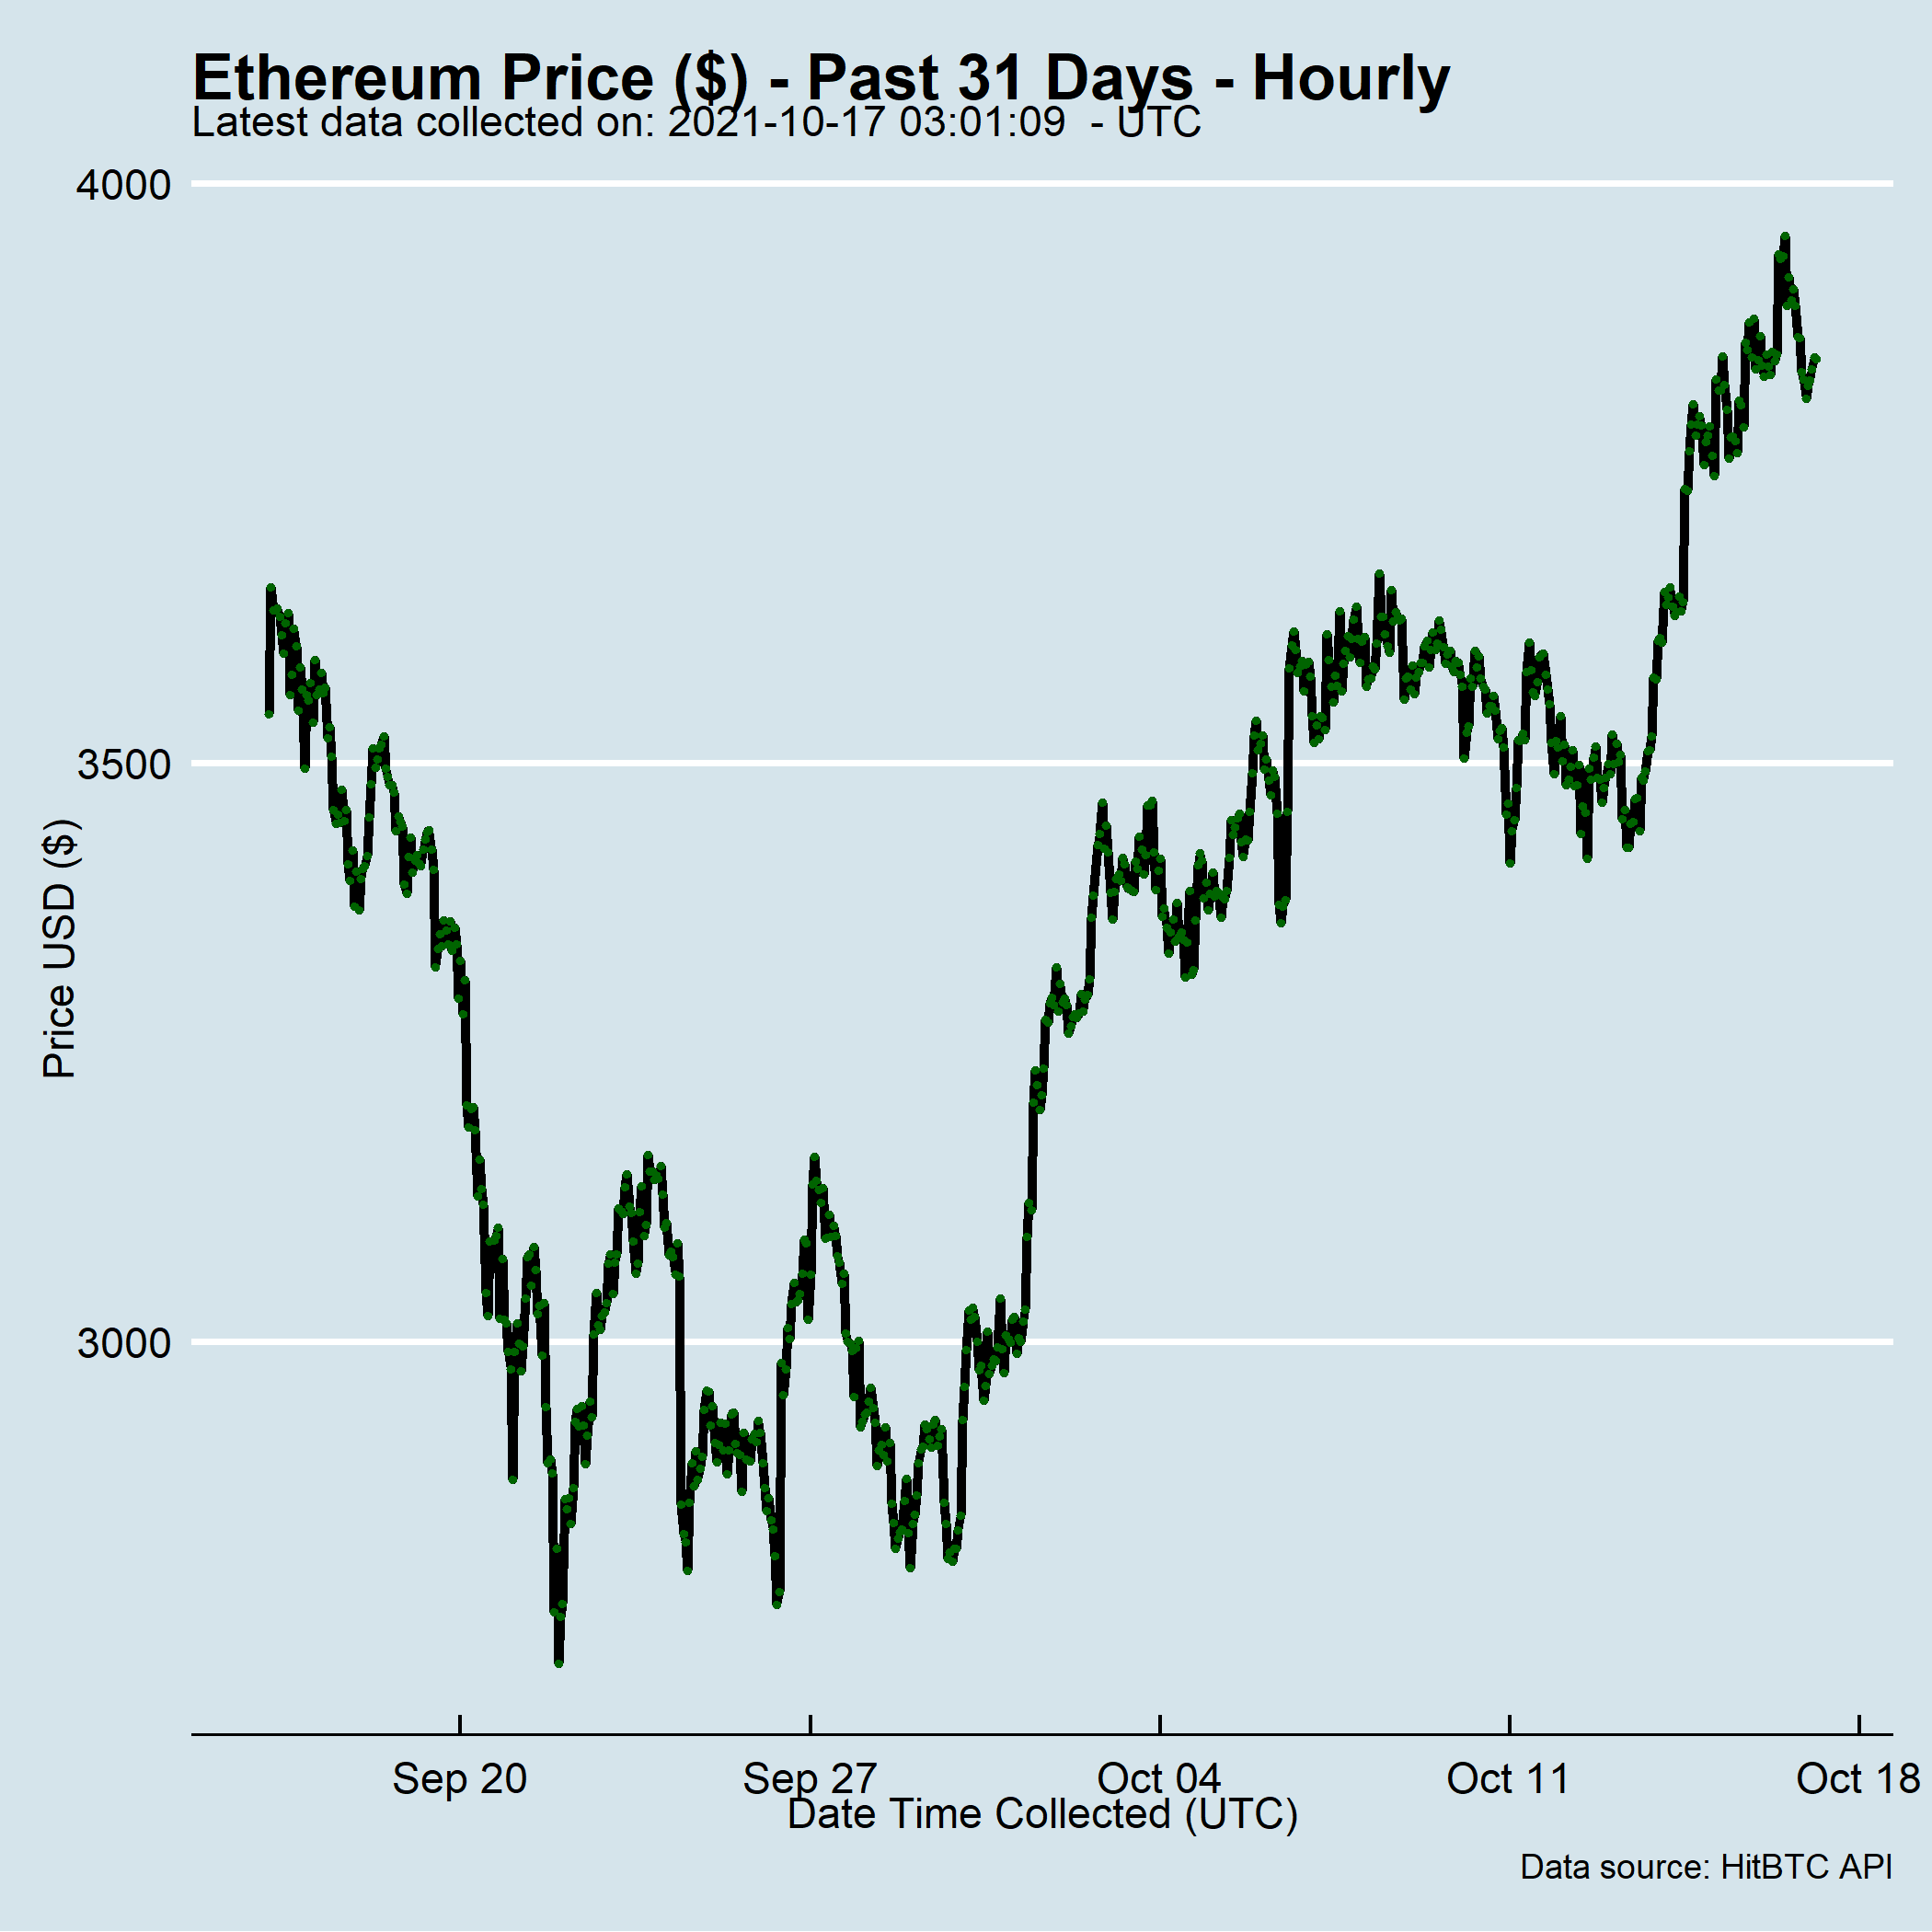 Ethereum Price ($) - Past 31 Days - Hourly
Latest data collected on: 2021-10-17 03:01:09  - UTC
4000
3500
3000
Price USD ($)
Sep 20
Sep 27
Oct 04
Oct 11
Oct 18
Date Time Collected (UTC)
Data source: HitBTC API